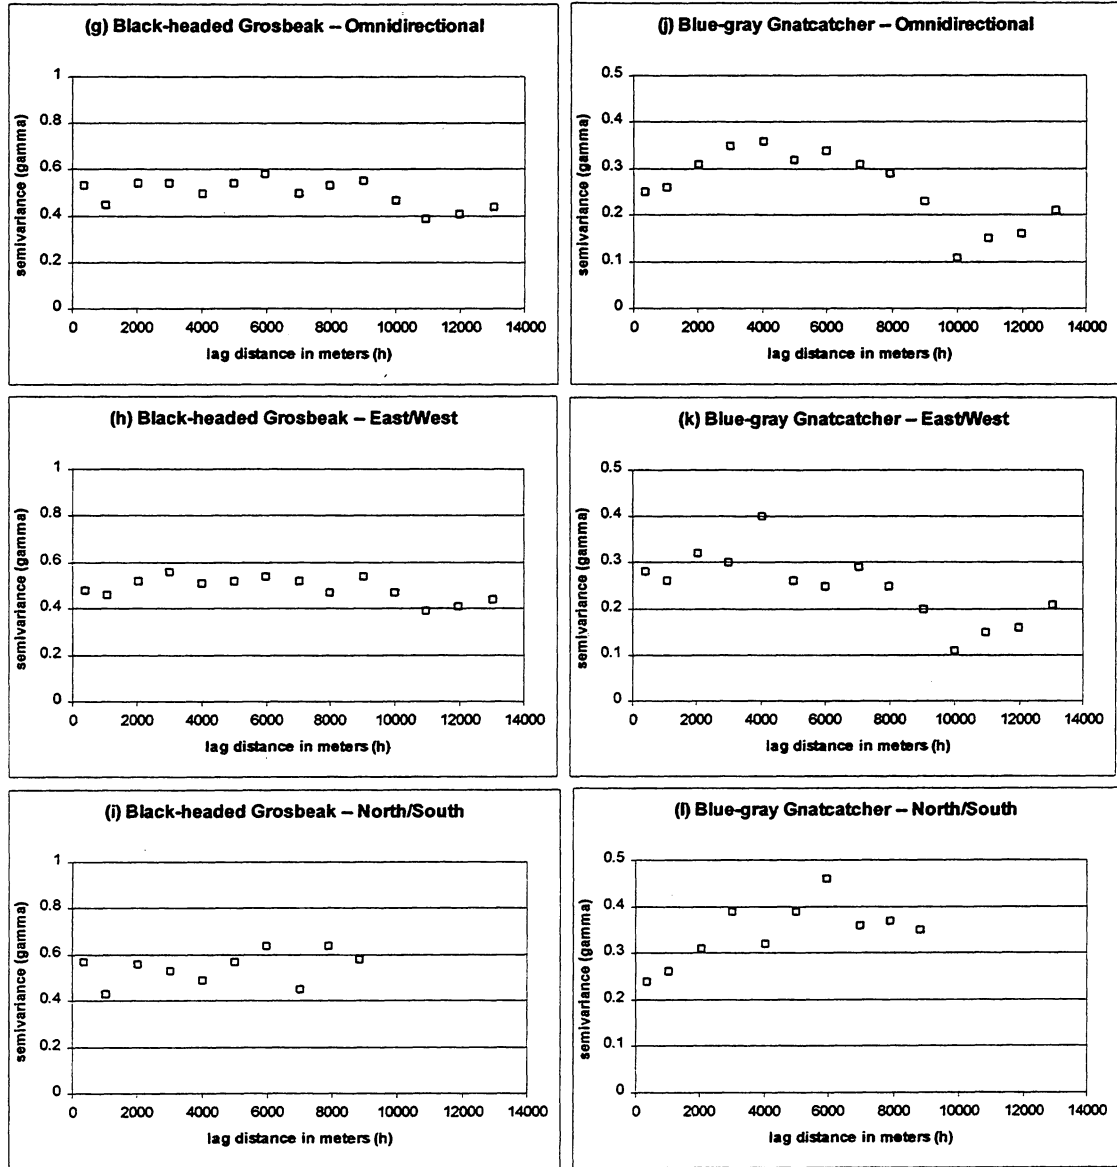 (g) Black-headed Grosbeak – Omnidirectional
semivariance (gamma)
1
0.8
0.6
0.4
0.2
0
0 2000 4000 6000 8000 10000 12000 14000
lag distance in meters (h)
(j) Blue-gray Gnatcatcher – Omnidirectional
semivariance (gamma)
0.5
0.4
0.3
0.2
0.1
0
0 2000 4000 6000 8000 10000 12000 14000
lag distance in meters (h)
(h) Black-headed Grosbeak – East/West
semivariance (gamma)
1
0.8
0.6
0.4
0.2
0
0 2000 4000 6000 8000 10000 12000 14000
lag distance in meters (h)
(k) Blue-gray Gnatcatcher – East/West
semivariance (gamma)
0.5
0.4
0.3
0.2
0.1
0
0 2000 4000 6000 8000 10000 12000 14000
lag distance in meters (h)
(i) Black-headed Grosbeak – North/South
semivariance (gamma)
1
0.8
0.6
0.4
0.2
0
0 2000 4000 6000 8000 10000 12000 14000
lag distance in meters (h)
(l) Blue-gray Gnatcatcher – North/South
semivariance (gamma)
0.5
0.4
0.3
0.2
0.1
0
0 2000 4000 6000 8000 10000 12000 14000
lag distance in meters (h)